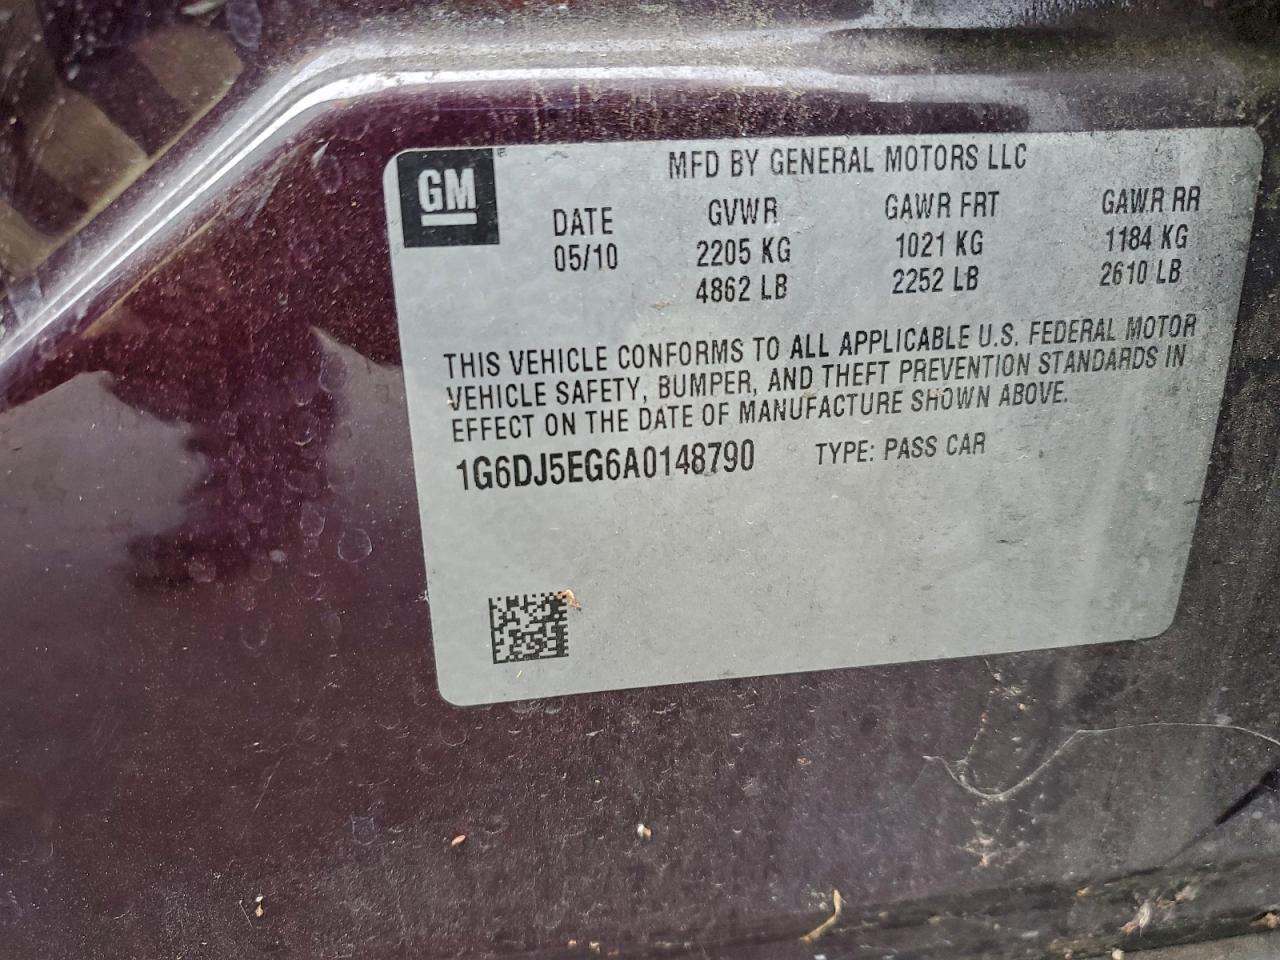 GM
MFD BY GENERAL MOTORS LLC
DATE GVWR GAWR FRT GAWR RR
05/10 2205 KG 1021 KG 1184 KG
4862 LB 2252 LB 2610 LB
THIS VEHICLE CONFORMS TO ALL APPLICABLE U.S. FEDERAL MOTOR
VEHICLE SAFETY, BUMPER, AND THEFT PREVENTION STANDARDS IN
EFFECT ON THE DATE OF MANUFACTURE SHOWN ABOVE.
1G6DJ5EG6A0148790 TYPE: PASS CAR